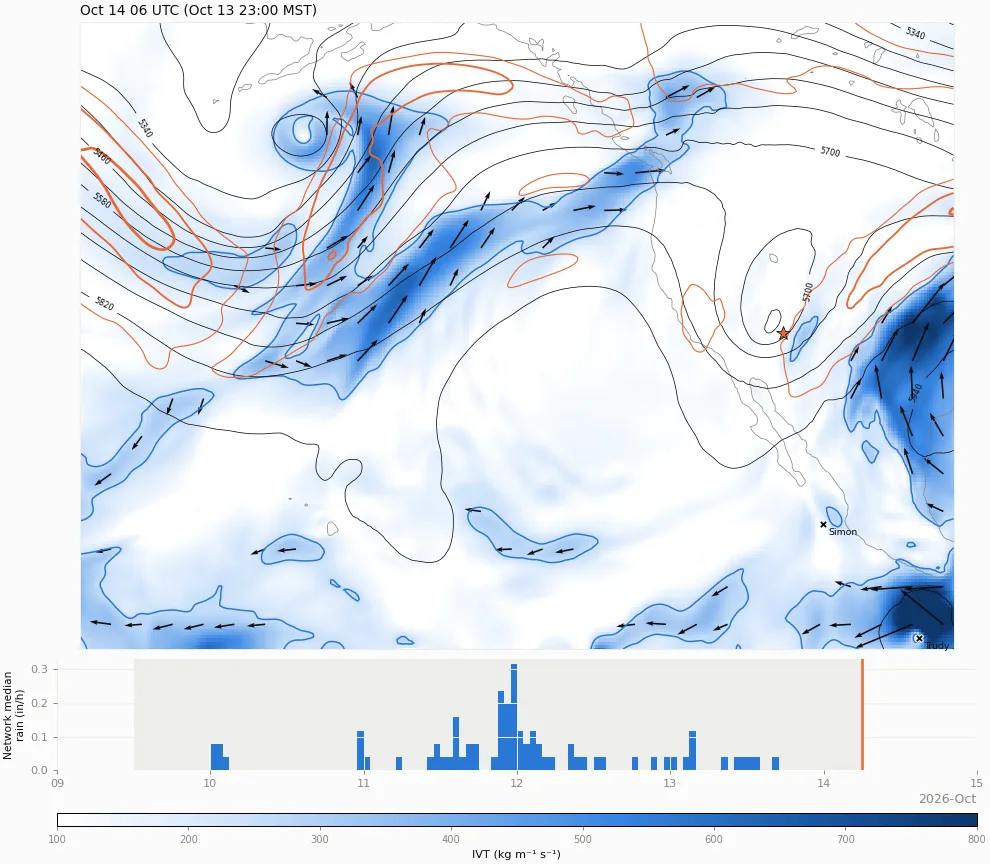 Oct 14 06 UTC (Oct 13 23:00 MST)
5340
5340
5460
5580
5820
5700
5700
5940
Simon
Trudy
Network median
rain (in/h)
0.3
0.2
0.1
0.0
09 10 11 12 13 14 15
2026-Oct
100 200 300 400 500 600 700 800
IVT (kg m⁻¹ s⁻¹)